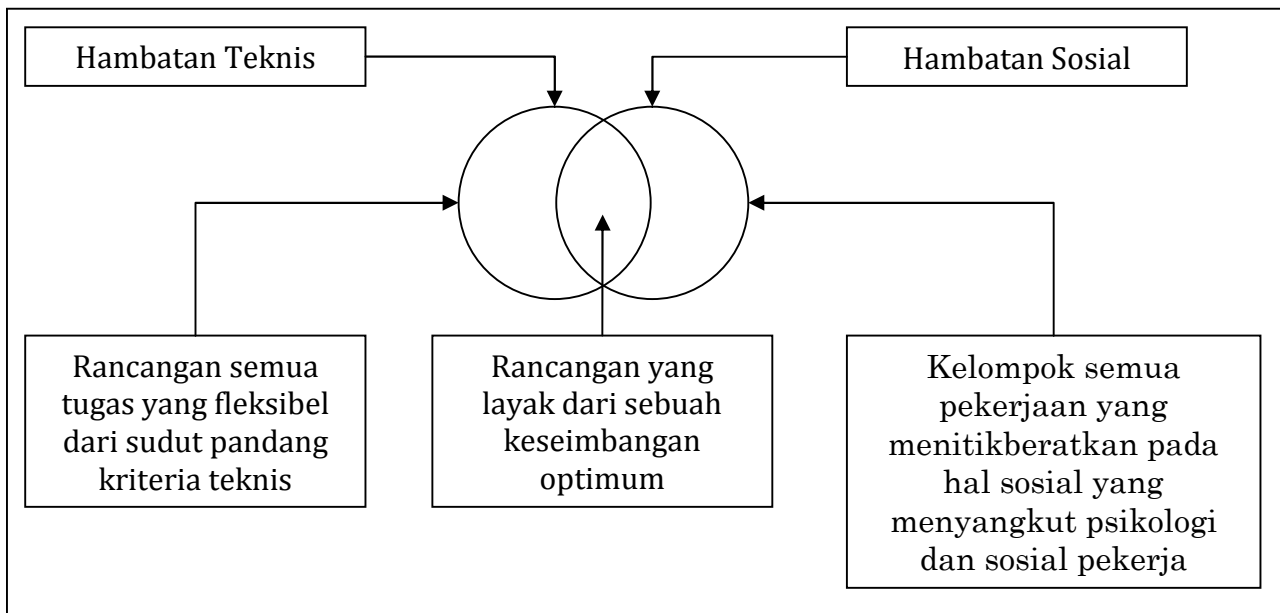 Hambatan Teknis
Hambatan Sosial
Rancangan semua
tugas yang fleksibel
dari sudut pandang
kriteria teknis
Rancangan yang
layak dari sebuah
keseimbangan
optimum
Kelompok semua
pekerjaan yang
menitikberatkan pada
hal sosial yang
menyangkut psikologi
dan sosial pekerja